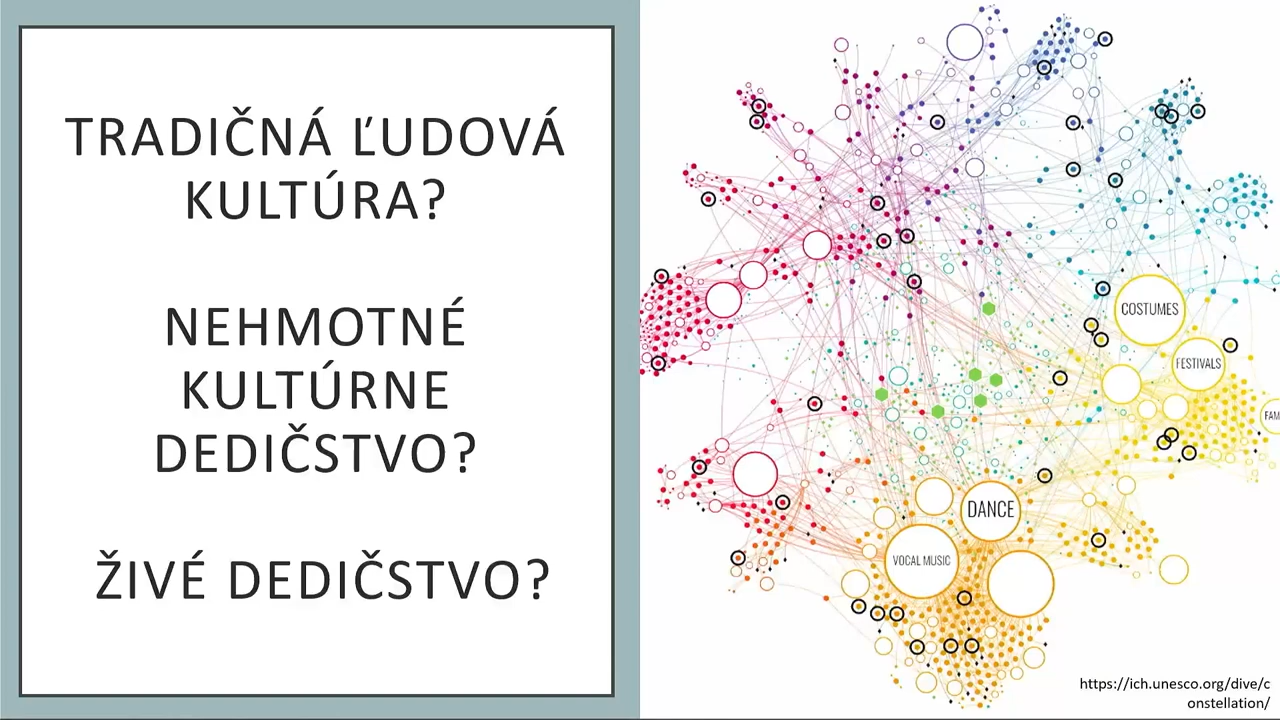 TRADIČNÁ ĽUDOVÁ
KULTÚRA?
NEHMOTNÉ
KULTÚRNE
DEDIČSTVO?
ŽIVÉ DEDIČSTVO?
COSTUMES
FESTIVALS
FAM
DANCE
VOCAL MUSIC
https://ich.unesco.org/dive/c
onstellation/